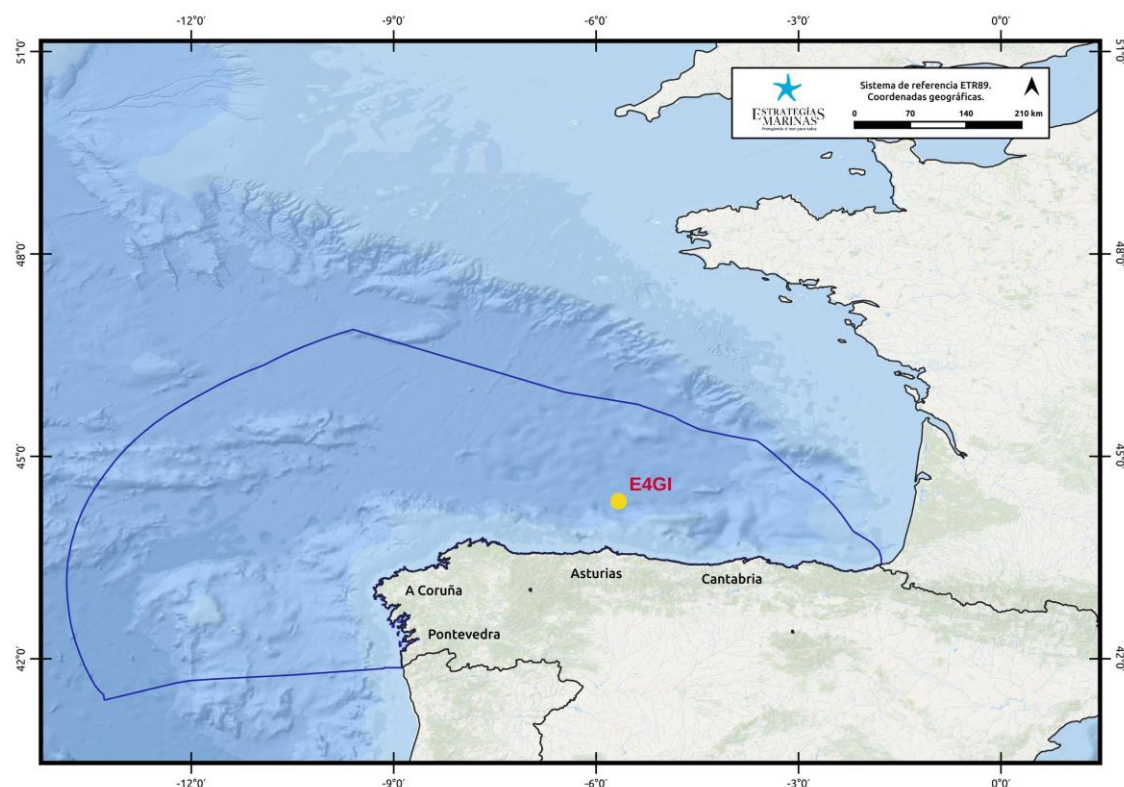 -12°0' -9°0' -6°0' -3°0' 0°0'
51°0' 51°0'
ESTRATEGIAS
MARINAS
Protegiendo el mar para todos
Sistema de referencia ETR89.
Coordenadas geográficas.
0 70 140 210 km
48°0' 48°0'
45°0' 45°0'
E4GI
Asturias
Cantabria
A Coruña
Pontevedra
42°0' 42°0'
-12°0' -9°0' -6°0' -3°0' 0°0'